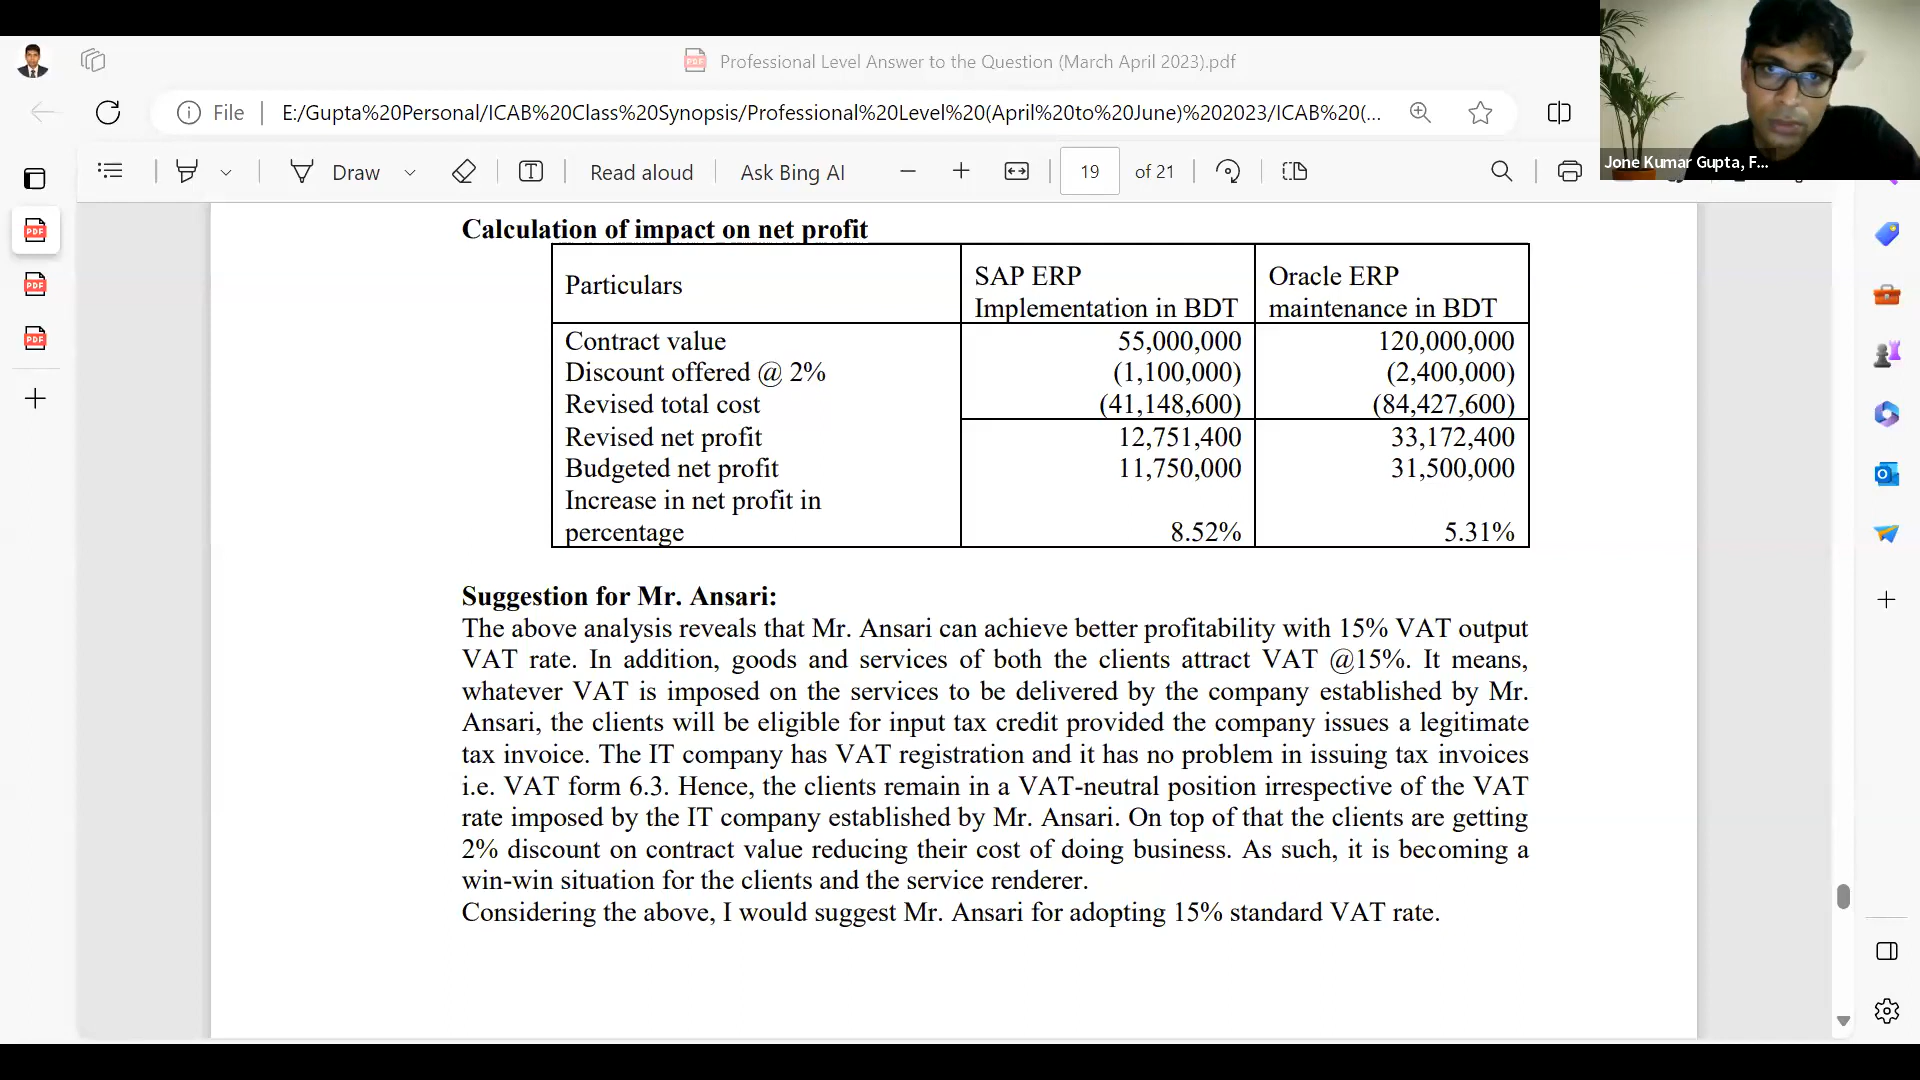 Professional Level Answer to the Question (March April 2023).pdf
File
E:/Gupta%20Personal/ICAB%20Class%20Synopsis/Professional%20Level%20(April%20to%20June)%202023/ICAB%20(...
Jone Kumar Gupta, F...
Draw
Read aloud
Ask Bing AI
19 of 21
Calculation of impact on net profit
Particulars
SAP ERP
Implementation in BDT
Oracle ERP
maintenance in BDT
Contract value 55,000,000 120,000,000
Discount offered @ 2% (1,100,000) (2,400,000)
Revised total cost (41,148,600) (84,427,600)
Revised net profit 12,751,400 33,172,400
Budgeted net profit 11,750,000 31,500,000
Increase in net profit in
percentage 8.52% 5.31%
Suggestion for Mr. Ansari:
The above analysis reveals that Mr. Ansari can achieve better profitability with 15% VAT output
VAT rate. In addition, goods and services of both the clients attract VAT @15%. It means,
whatever VAT is imposed on the services to be delivered by the company established by Mr.
Ansari, the clients will be eligible for input tax credit provided the company issues a legitimate
tax invoice. The IT company has VAT registration and it has no problem in issuing tax invoices
i.e. VAT form 6.3. Hence, the clients remain in a VAT-neutral position irrespective of the VAT
rate imposed by the IT company established by Mr. Ansari. On top of that the clients are getting
2% discount on contract value reducing their cost of doing business. As such, it is becoming a
win-win situation for the clients and the service renderer.
Considering the above, I would suggest Mr. Ansari for adopting 15% standard VAT rate.